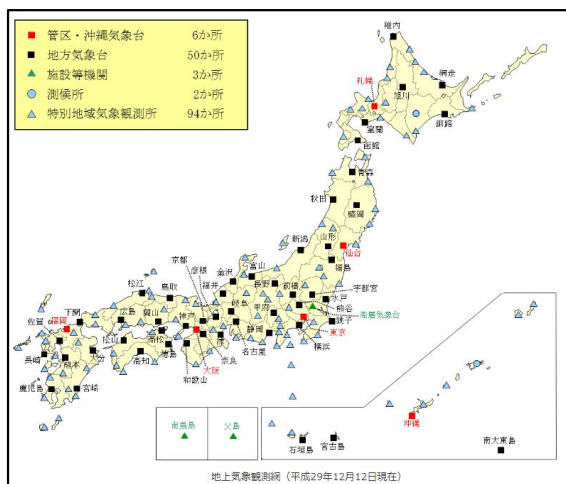 管区・沖縄気象台 6か所
地方気象台 50か所
施設等機関 3か所
測候所 2か所
特別地域気象観測所 94か所
稚内
網走
旭川
札幌
釧路
室蘭
函館
青森
秋田
盛岡
新潟
山形
仙台
福島
京都
彦根
金沢
富山
福井
長野
前橋
宇都宮
水戸
熊谷
高層気象台
銚子
東京
横浜
松江
鳥取
岐阜
甲府
静岡
名古屋
佐賀
福岡
下関
広島
岡山
神戸
津
奈良
大阪
和歌山
徳島
高松
松山
高知
大分
長崎
熊本
鹿児島
宮崎
南鳥島
父島
沖縄
石垣島
宮古島
南大東島
地上気象観測網（平成29年12月12日現在）